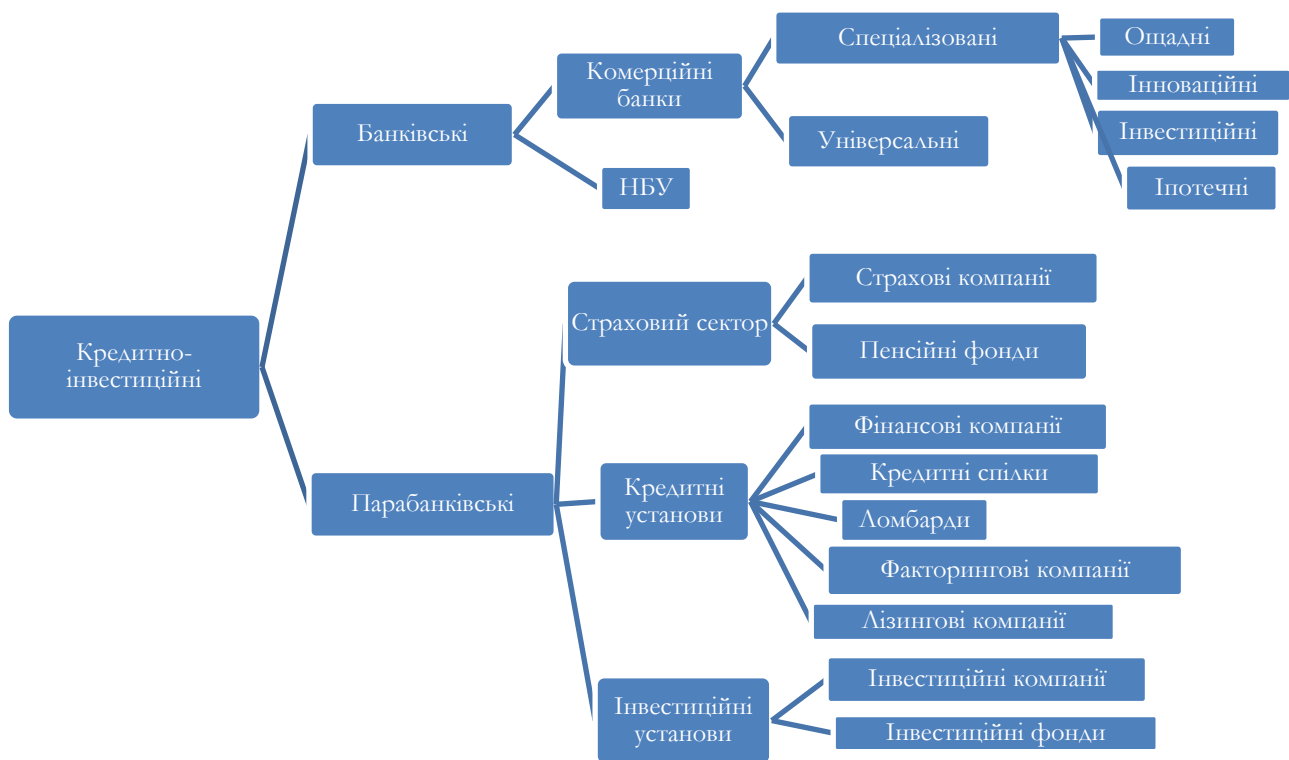 Кредитно-
інвестиційні
Банківські
Комерційні
банки
Спеціалізовані
Ощадні
Інноваційні
Інвестиційні
Іпотечні
Універсальні
НБУ
Парабанківські
Страховий сектор
Страхові компанії
Пенсійні фонди
Кредитні
установи
Фінансові компанії
Кредитні спілки
Ломбарди
Факторингові компанії
Лізингові компанії
Інвестиційні
установи
Інвестиційні компанії
Інвестиційні фонди